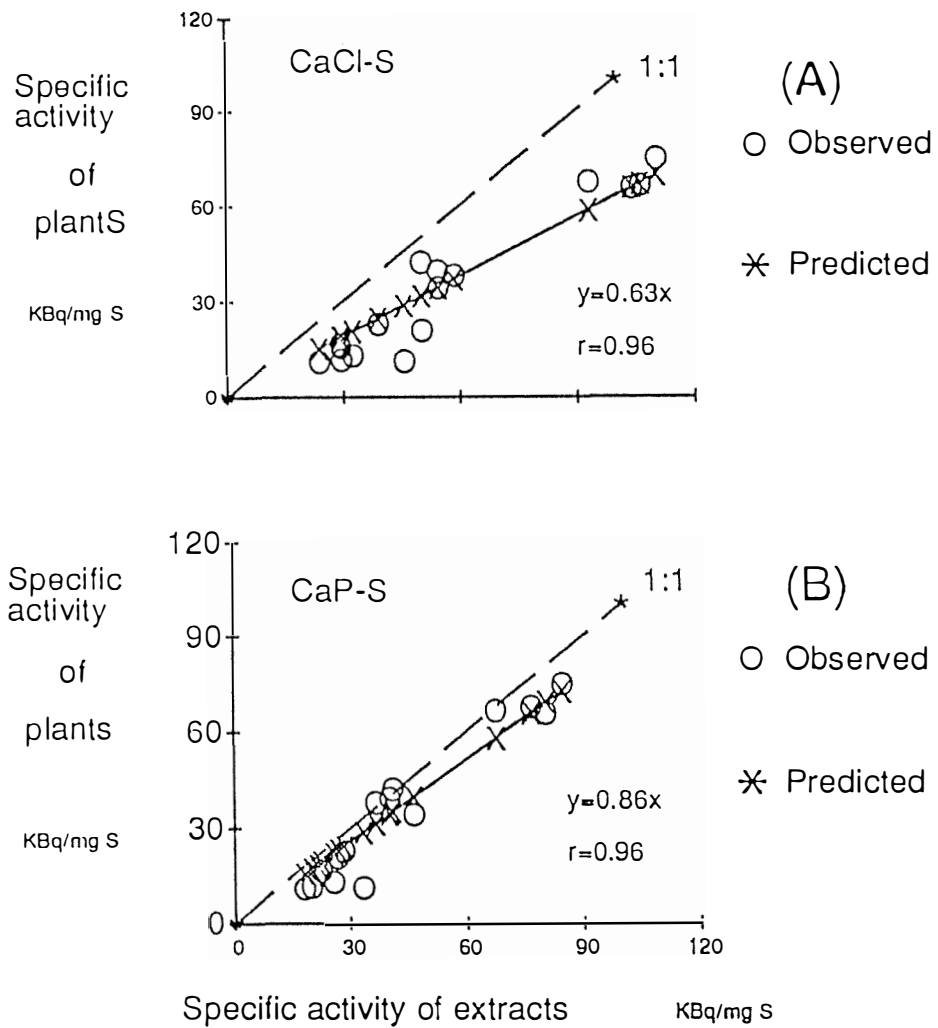 120
CaCl-S
1:1
(A)
Specific
activity
of
plantS
KBq/mg S
90
60
30
0
O Observed
Predicted
y=0.63x
r=0.96
120
CaP-S
1:1
(B)
Specific
activity
of
plants
KBq/mg S
90
60
30
0
O Observed
Predicted
y=0.86x
r=0.96
0 30 60 90 120
Specific activity of extracts KBq/mg S